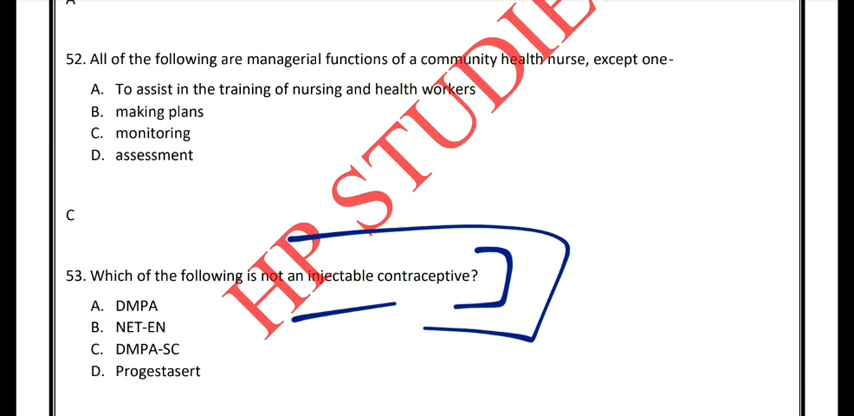 A
52. All of the following are managerial functions of a community health nurse, except one-
A. To assist in the training of nursing and health workers
B. making plans
C. monitoring
D. assessment
C
53. Which of the following is not an injectable contraceptive?
A. DMPA
B. NET-EN
C. DMPA-SC
D. Progestasert
HP STUDIE